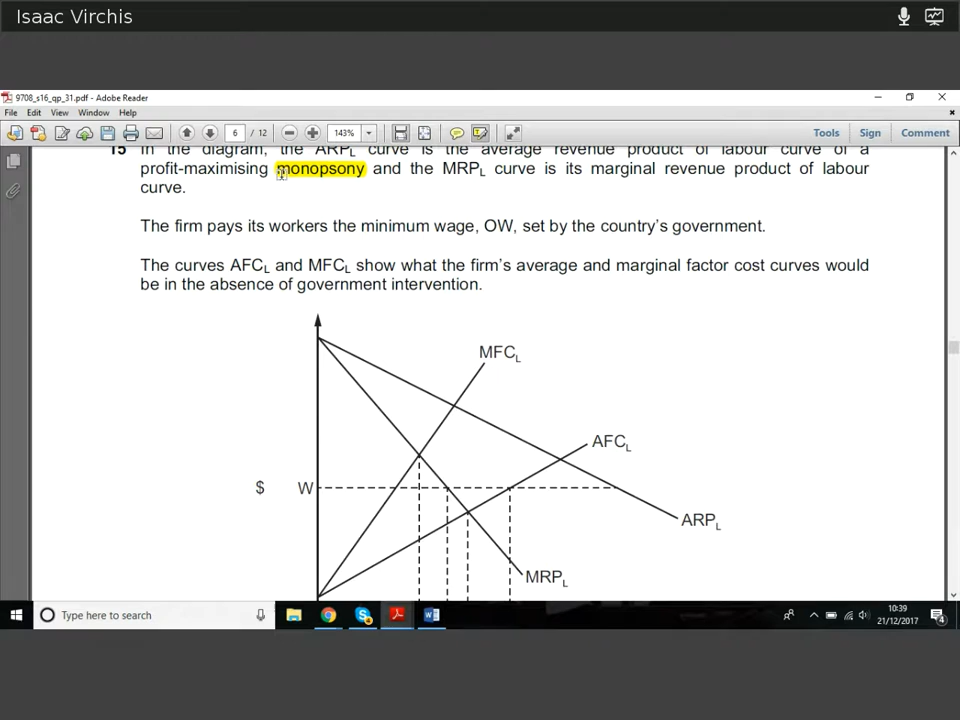 Isaac Virchis
9708_s16_qp_31.pdf - Adobe Reader
File Edit View Window Help
6 / 12 143% Tools Sign Comment
15 In the diagram, the ARPL curve is the average revenue product of labour curve of a
profit-maximising monopsony and the MRPL curve is its marginal revenue product of labour
curve.
The firm pays its workers the minimum wage, OW, set by the country's government.
The curves AFCL and MFCL show what the firm's average and marginal factor cost curves would
be in the absence of government intervention.
MFCL
AFCL
$ W
ARPL
MRPL
Type here to search
10:39
21/12/2017
4